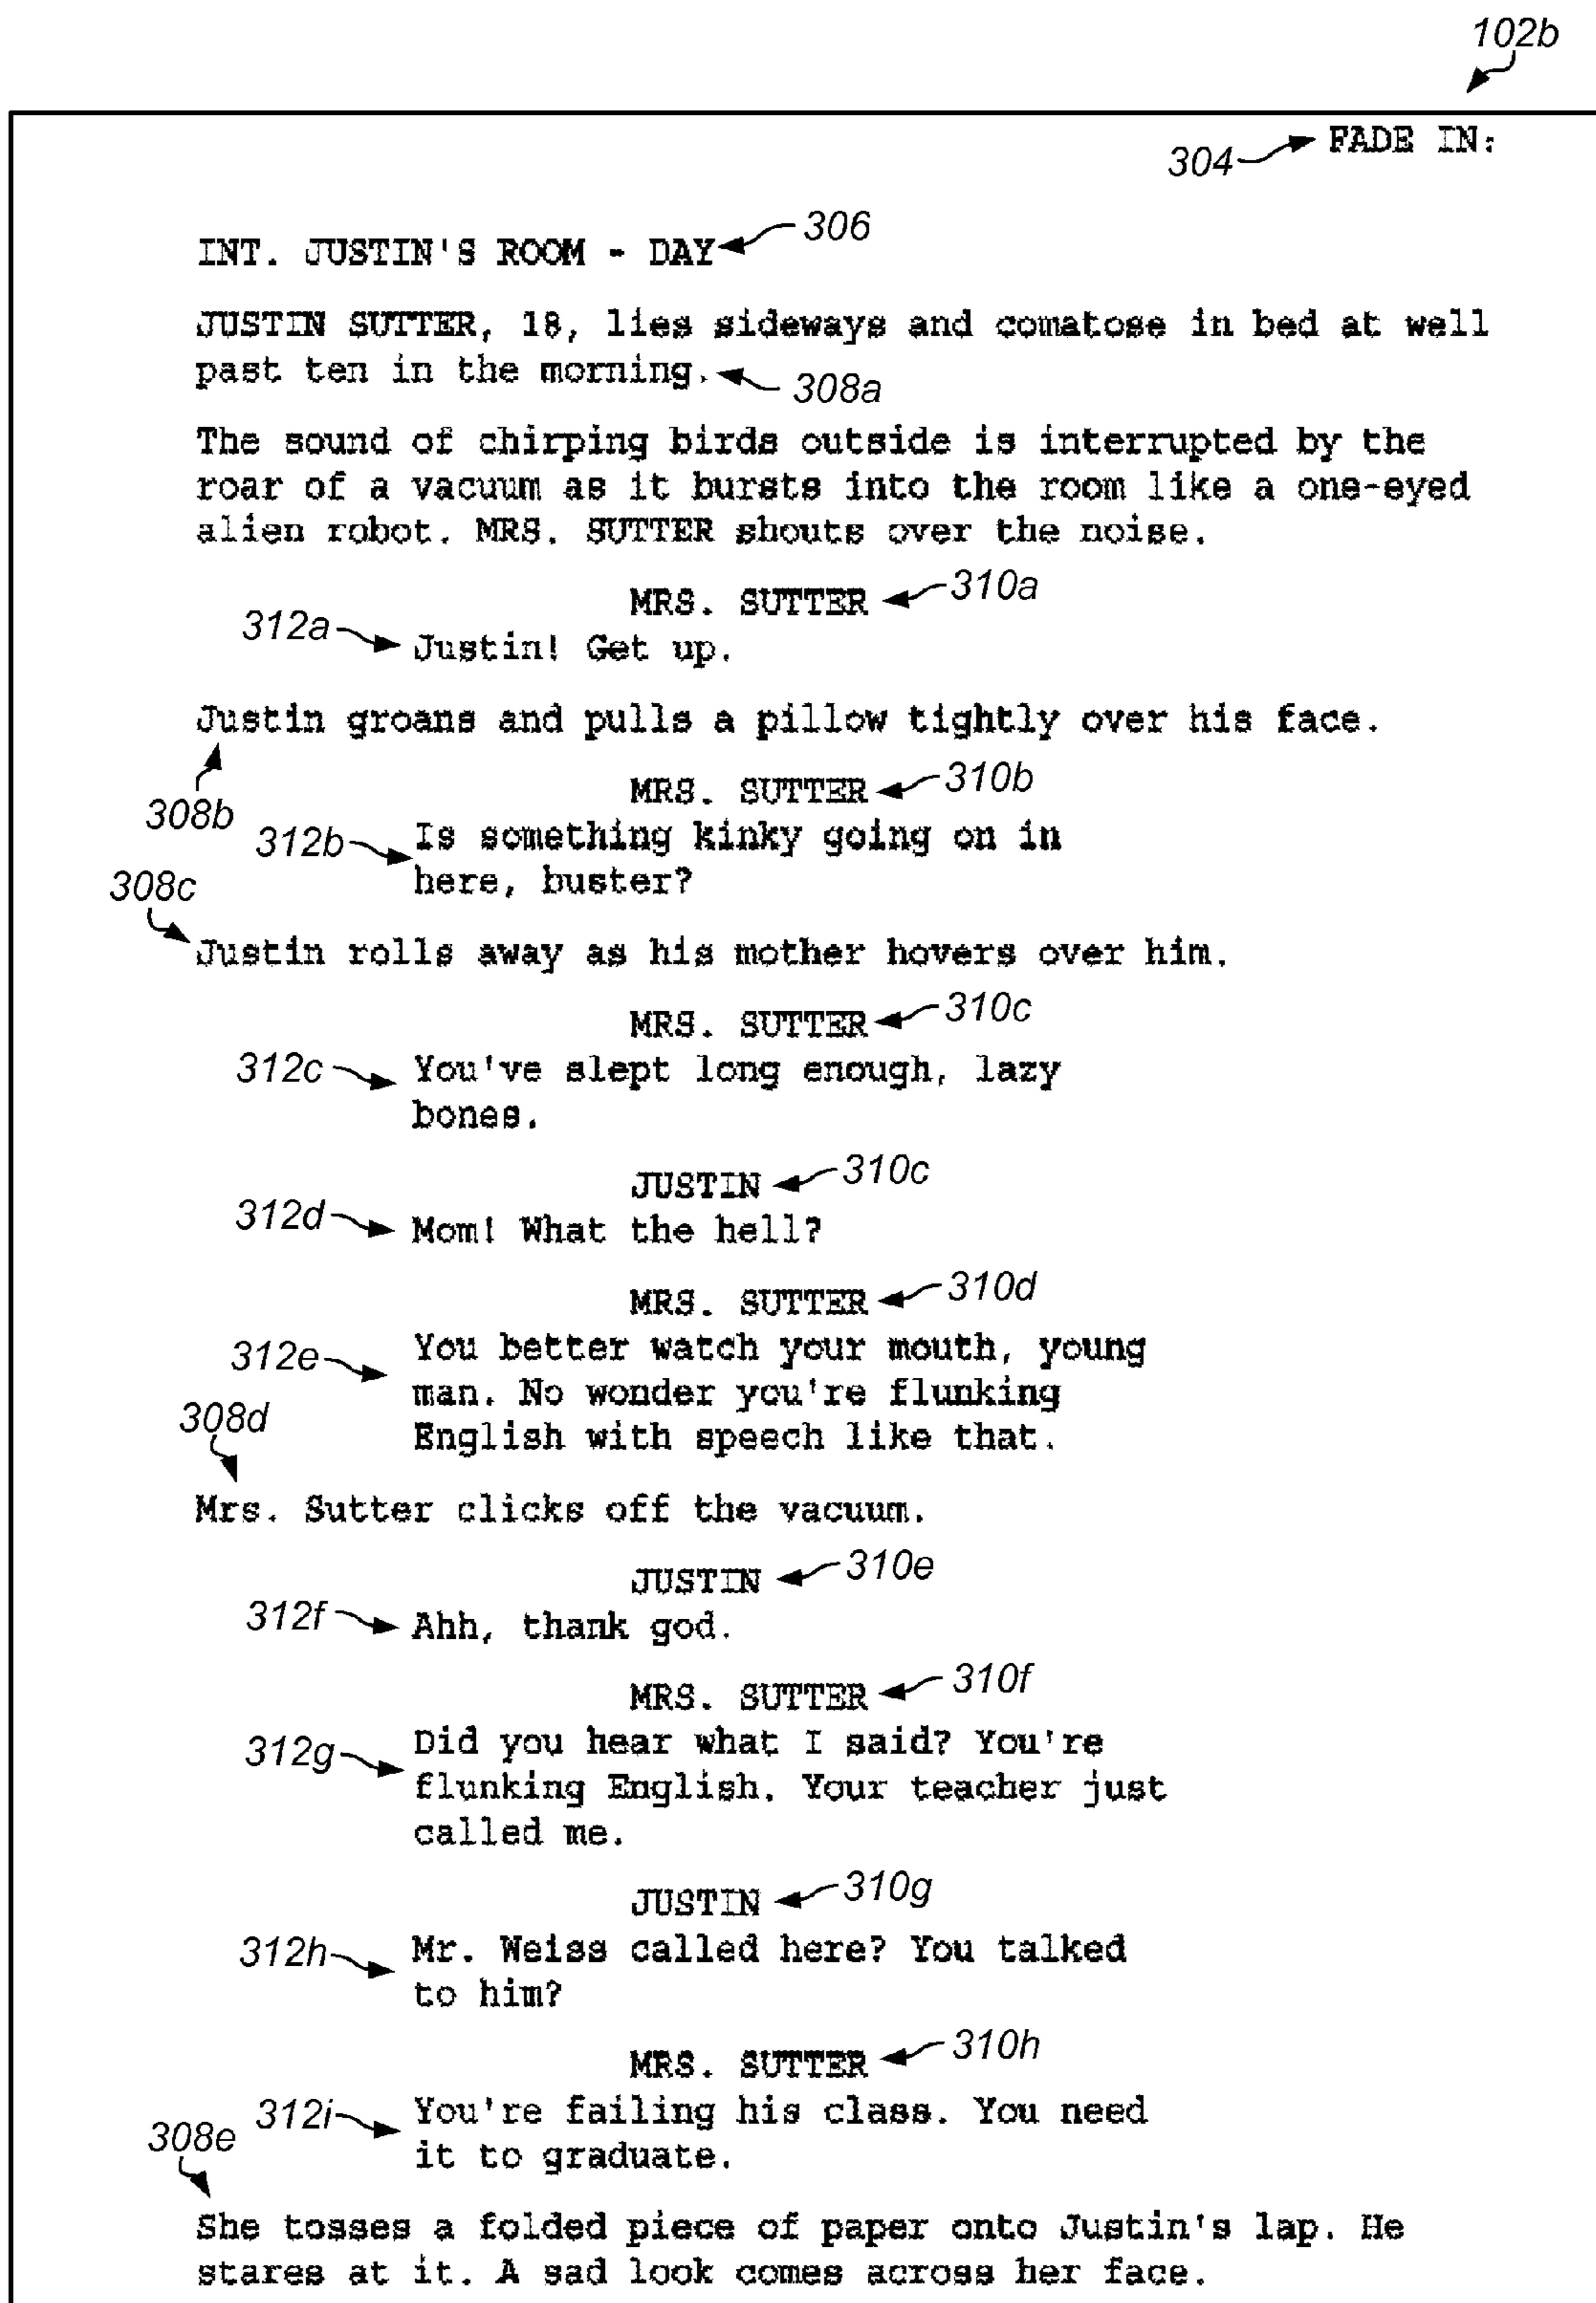 102b
304 FADE IN:
INT. JUSTIN'S ROOM - DAY 306
JUSTIN SUTTER, 18, lies sideways and comatose in bed at well
past ten in the morning. 308a
The sound of chirping birds outside is interrupted by the
roar of a vacuum as it bursts into the room like a one-eyed
alien robot. MRS. SUTTER shouts over the noise.
MRS. SUTTER 310a
312a Justin! Get up.
Justin groans and pulls a pillow tightly over his face.
308b
MRS. SUTTER 310b
312b Is something kinky going on in
here, buster?
308c
Justin rolls away as his mother hovers over him.
MRS. SUTTER 310c
312c You've slept long enough, lazy
bones.
JUSTIN 310c
312d Mom! What the hell?
MRS. SUTTER 310d
312e You better watch your mouth, young
man. No wonder you're flunking
English with speech like that.
308d
Mrs. Sutter clicks off the vacuum.
JUSTIN 310e
312f Ahh, thank god.
MRS. SUTTER 310f
312g Did you hear what I said? You're
flunking English. Your teacher just
called me.
JUSTIN 310g
312h Mr. Weiss called here? You talked
to him?
MRS. SUTTER 310h
312i You're failing his class. You need
it to graduate.
308e
She tosses a folded piece of paper onto Justin's lap. He
stares at it. A sad look comes across her face.